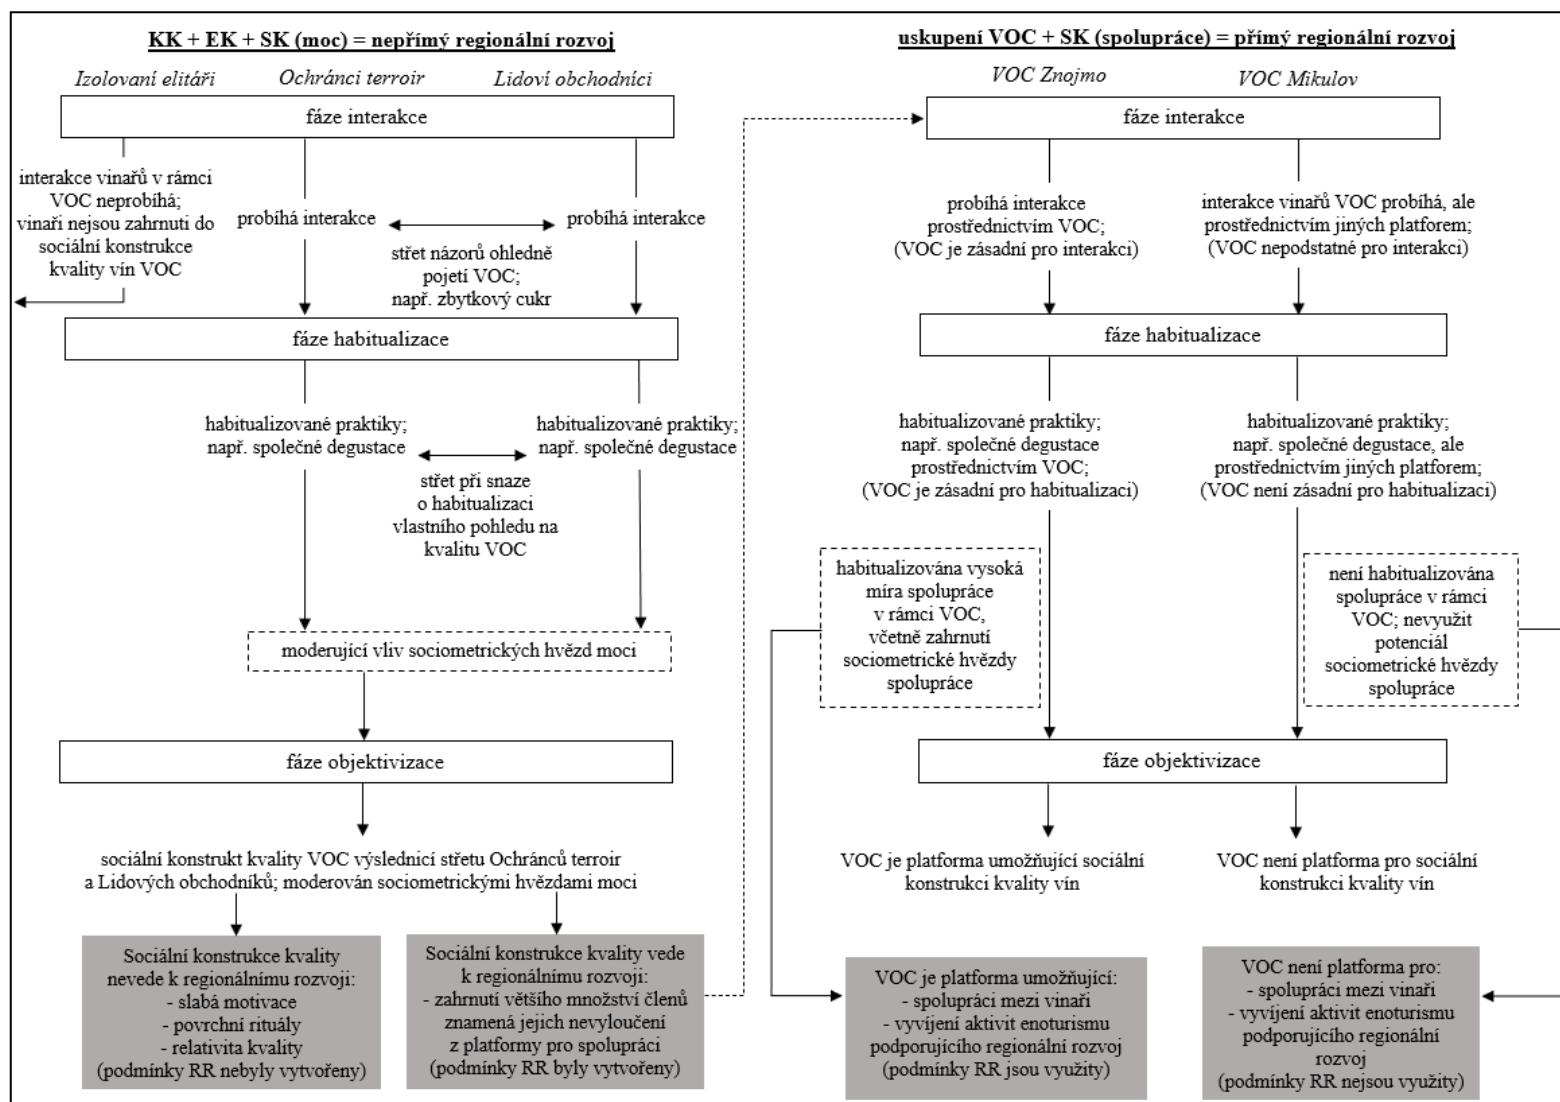 KK + EK + SK (moc) = nepřímý regionální rozvoj
Izolovaní elitáři
Ochránci terroir
Lidoví obchodníci
fáze interakce
interakce vinařů v rámci
VOC neprobíhá;
vinaři nejsou zahrnuti do
sociální konstrukce
kvality vín VOC
probíhá interakce
probíhá interakce
střet názorů ohledně
pojetí VOC;
např. zbytkový cukr
fáze habitualizace
habitualizované praktiky;
např. společné degustace
habitualizované praktiky;
např. společné degustace
střet při snaze
o habitualizaci
vlastního pohledu na
kvalitu VOC
moderující vliv sociometrických hvězd moci
fáze objektivizace
sociální konstrukt kvality VOC výslednicí střetu Ochránců terroir
a Lidových obchodníků; moderován sociometrickými hvězdami moci
Sociální konstrukce kvality
nevede k regionálnímu rozvoji:
- slabá motivace
- povrchní rituály
- relativita kvality
(podmínky RR nebyly vytvořeny)
Sociální konstrukce kvality vede
k regionálnímu rozvoji:
- zahrnutí většího množství členů
znamená jejich nevyloučení
z platformy pro spolupráci
(podmínky RR byly vytvořeny)
uskupení VOC + SK (spolupráce) = přímý regionální rozvoj
VOC Znojmo
VOC Mikulov
fáze interakce
probíhá interakce
prostřednictvím VOC;
(VOC je zásadní pro interakci)
interakce vinařů VOC probíhá, ale
prostřednictvím jiných platforem;
(VOC nepodstatné pro interakci)
fáze habitualizace
habitualizované praktiky;
např. společné degustace
prostřednictvím VOC;
(VOC je zásadní pro habitualizaci)
habitualizované praktiky;
např. společné degustace, ale
prostřednictvím jiných platforem;
(VOC není zásadní pro habitualizaci)
habitualizována vysoká
míra spolupráce
v rámci VOC,
včetně zahrnutí
sociometrické hvězdy
spolupráce
není habitualizována
spolupráce v rámci
VOC; nevyužit
potenciál
sociometrické hvězdy
spolupráce
fáze objektivizace
VOC je platforma umožňující sociální
konstrukci kvality vín
VOC není platforma pro sociální
konstrukci kvality vín
VOC je platforma umožňující:
- spolupráci mezi vinaři
- vyvíjení aktivit enoturismu
podporujícího regionální rozvoj
(podmínky RR jsou využity)
VOC není platforma pro:
- spolupráci mezi vinaři
- vyvíjení aktivit enoturismu
podporujícího regionální
rozvoj
(podmínky RR nejsou využity)